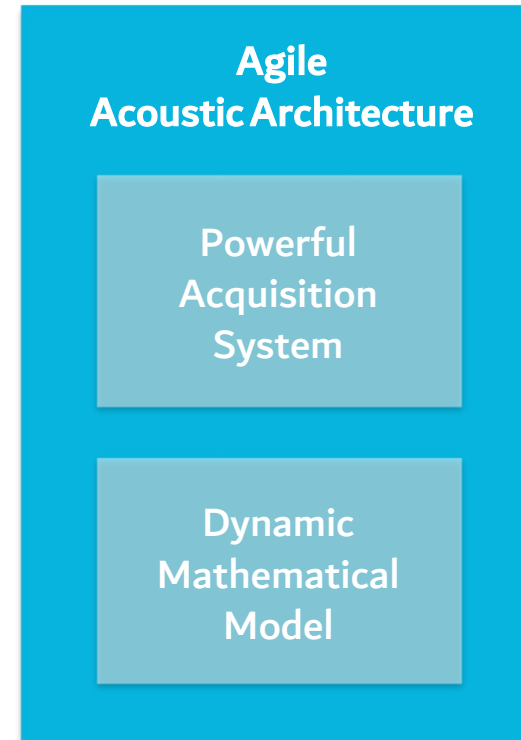 Agile
Acoustic Architecture
Powerful
Acquisition
System
Dynamic
Mathematical
Model